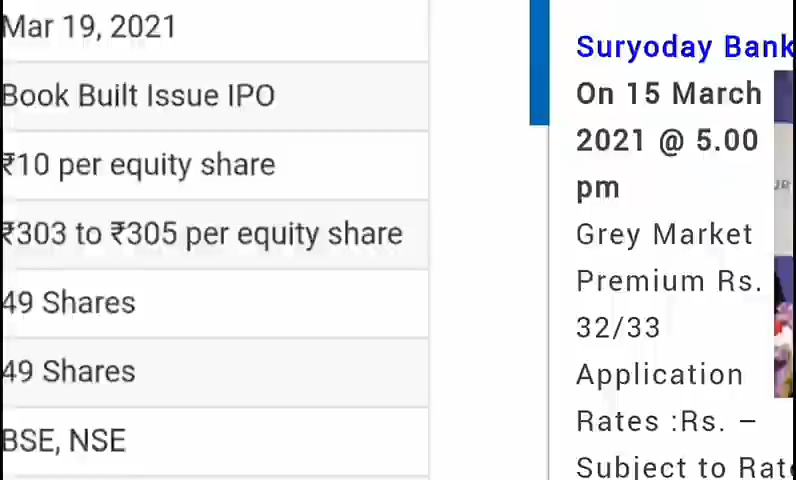 Mar 19, 2021
Book Built Issue IPO
₹10 per equity share
₹303 to ₹305 per equity share
49 Shares
49 Shares
BSE, NSE
Suryoday Bank
On 15 March
2021 @ 5.00
pm
Grey Market
Premium Rs.
32/33
Application
Rates :Rs. –
Subject to Rate